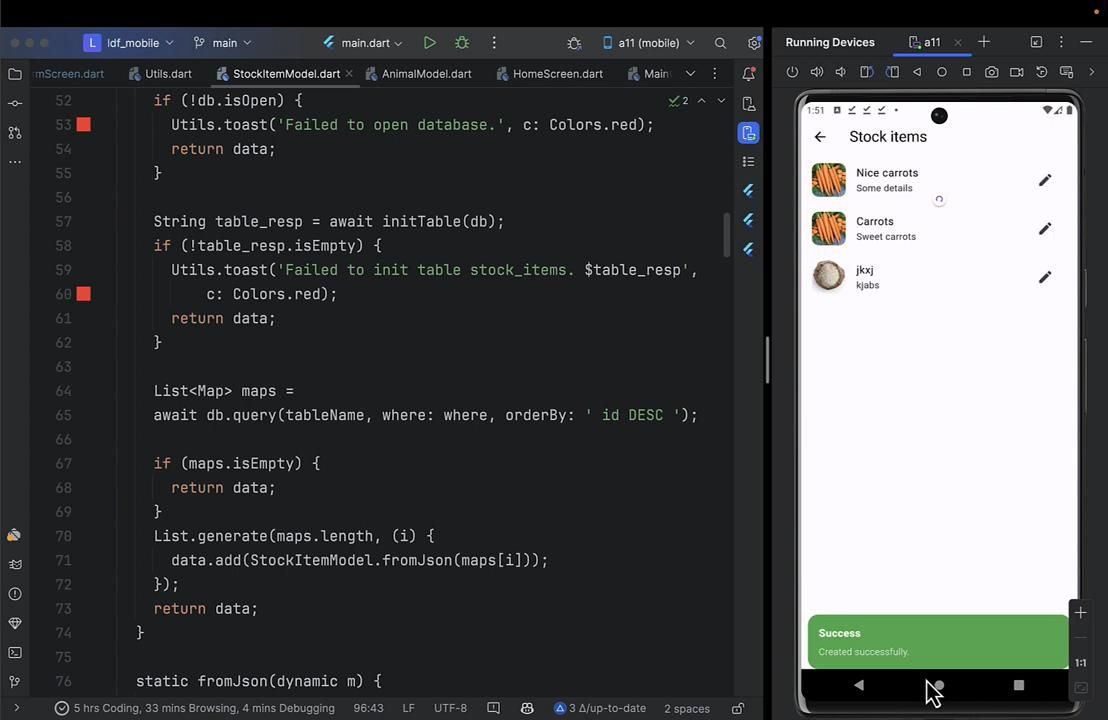 L ldf_mobile main main.dart a11 (mobile)
rmScreen.dart Utils.dart StockItemModel.dart AnimalModel.dart HomeScreen.dart Main
52 if (!db.isOpen) {
53 Utils.toast('Failed to open database.', c: Colors.red);
54 return data;
55 }
56
57 String table_resp = await initTable(db);
58 if (!table_resp.isEmpty) {
59 Utils.toast('Failed to init table stock_items. $table_resp',
60 c: Colors.red);
61 return data;
62 }
63
64 List<Map> maps =
65 await db.query(tableName, where: where, orderBy: ' id DESC ');
66
67 if (maps.isEmpty) {
68 return data;
69 }
70 List.generate(maps.length, (i) {
71 data.add(StockItemModel.fromJson(maps[i]));
72 });
73 return data;
74 }
75
76 static fromJson(dynamic m) {
2
5 hrs Coding, 33 mins Browsing, 4 mins Debugging 96:43 LF UTF-8 3 Δ/up-to-date 2 spaces
Running Devices a11
1:51
Stock items
Nice carrots
Some details
Carrots
Sweet carrots
jkxj
kjabs
Success
Created successfully.
1:1